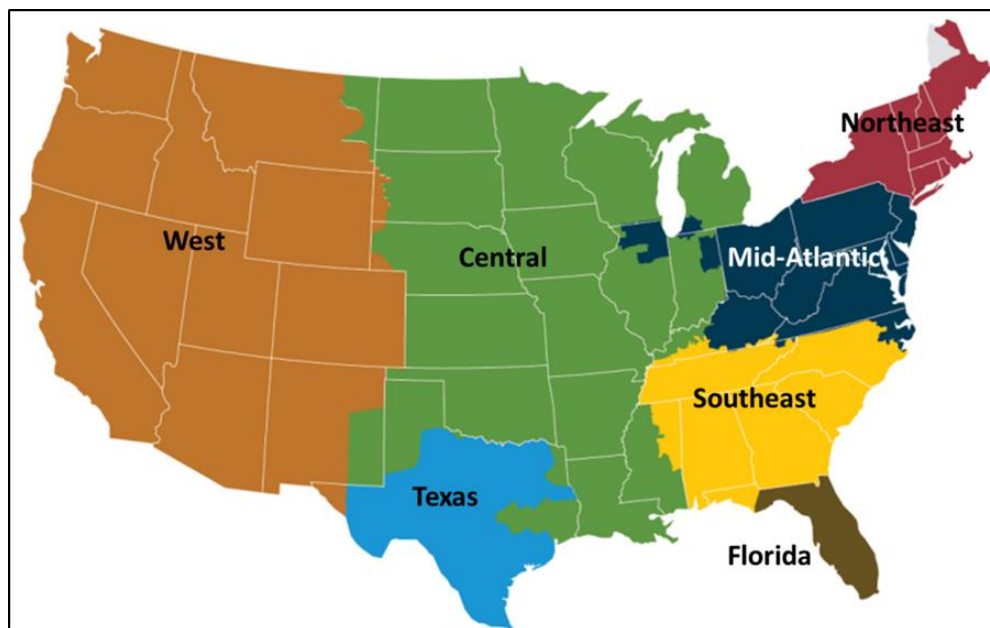 Northeast
West
Central
Mid-Atlantic
Southeast
Texas
Florida